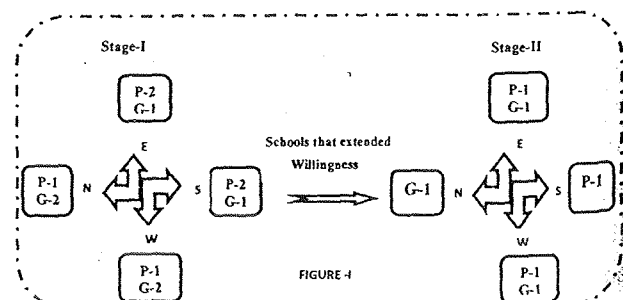 Stage-I
Stage-II
P-2
G-1
P-1
G-1
E
E
Schools that extended
Willingness
P-1
G-2
N
S
P-2
G-1
G-1
N
S
P-1
W
W
P-1
G-2
P-1
G-1
FIGURE -I